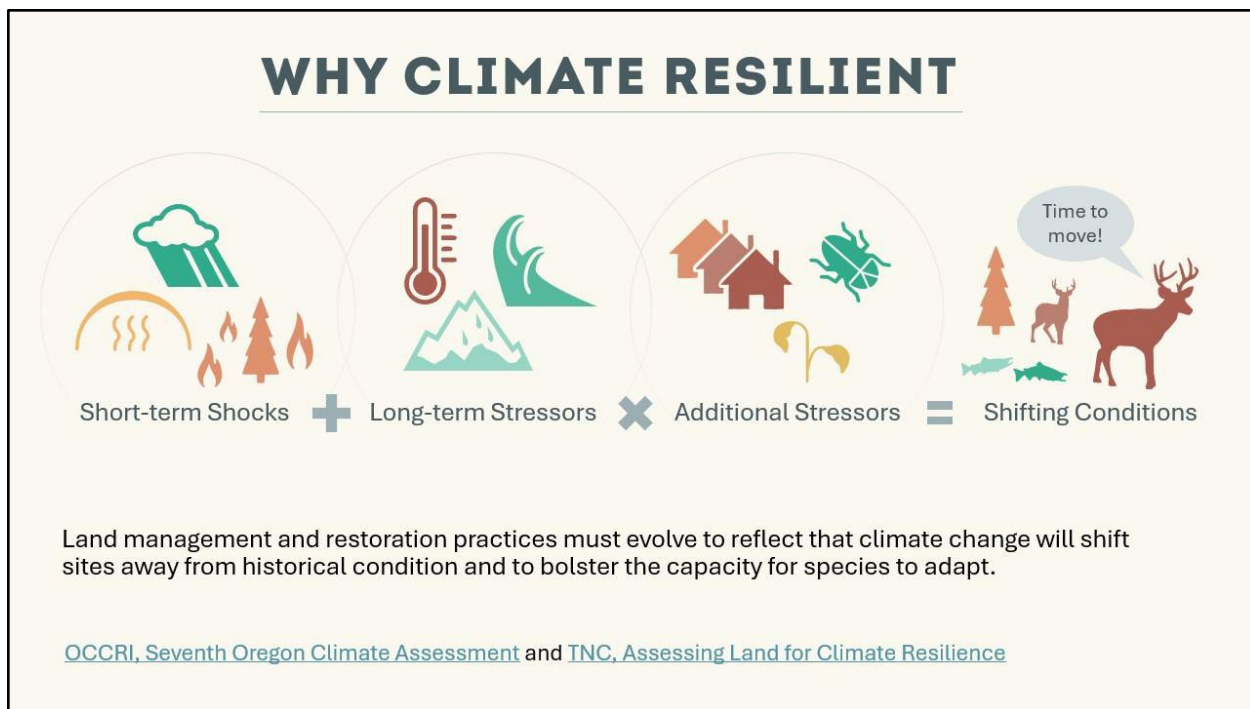 WHY CLIMATE RESILIENT
Time to
move!
Short-term Shocks + Long-term Stressors × Additional Stressors = Shifting Conditions
Land management and restoration practices must evolve to reflect that climate change will shift
sites away from historical condition and to bolster the capacity for species to adapt.
OCCRI, Seventh Oregon Climate Assessment and TNC, Assessing Land for Climate Resilience